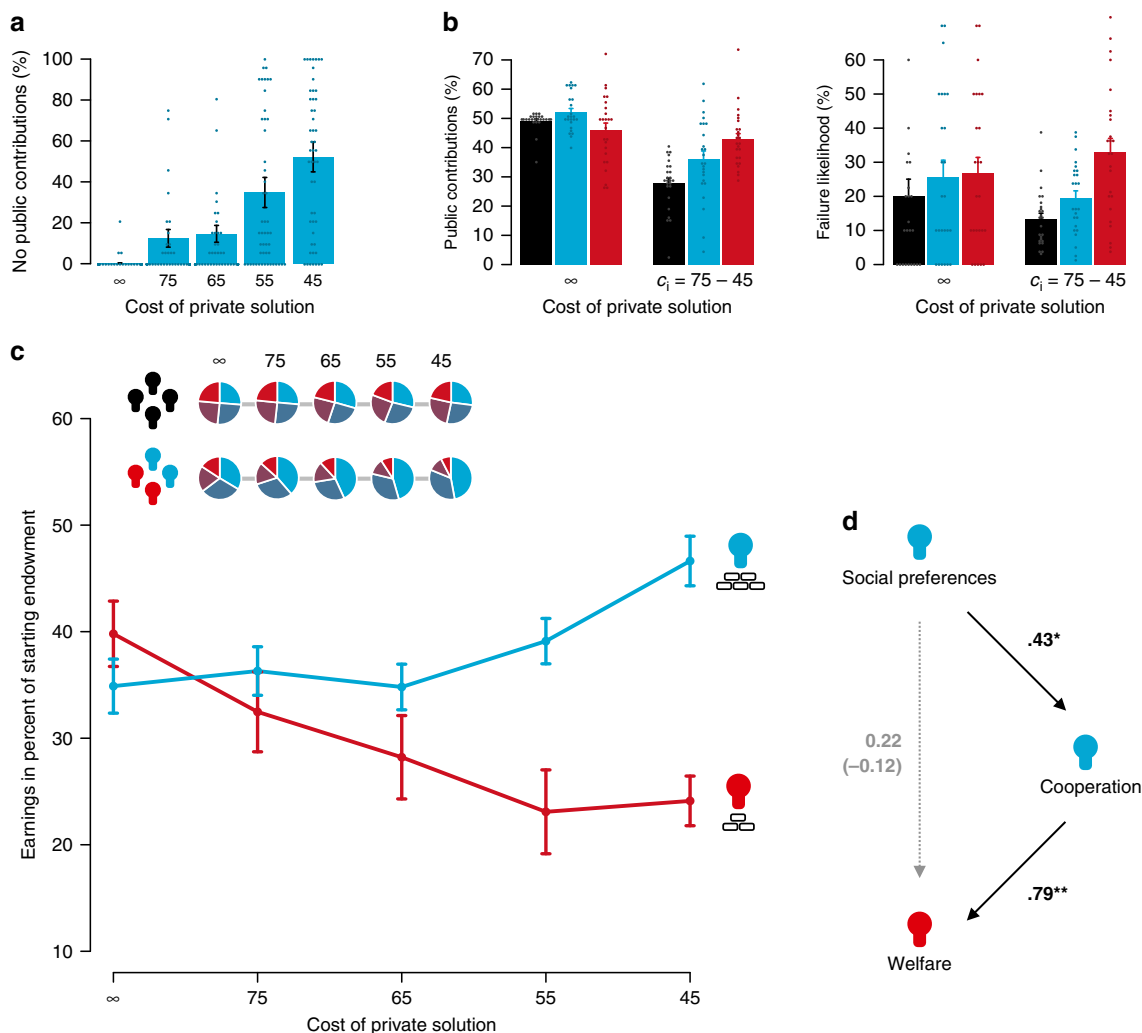 a
No public contributions (%)
100
80
60
40
20
0
∞ 75 65 55 45
Cost of private solution
b
Public contributions (%)
70
60
50
40
30
20
10
0
∞ cᵢ = 75 – 45
Cost of private solution
Failure likelihood (%)
60
50
40
30
20
10
0
∞ cᵢ = 75 – 45
Cost of private solution
c
∞ 75 65 55 45
Earnings in percent of starting endowment
60
50
40
30
20
10
∞ 75 65 55 45
Cost of private solution
d
Social preferences
.43*
0.22
(–0.12)
Cooperation
.79**
Welfare